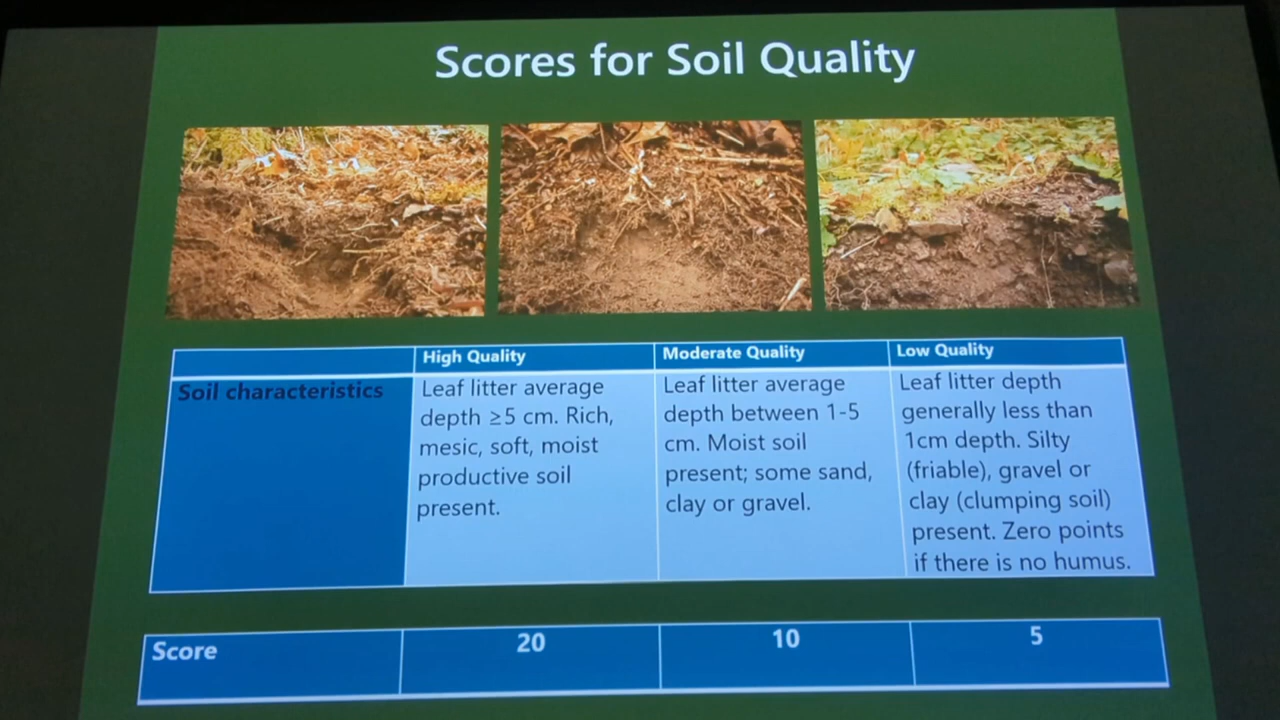 Scores for Soil Quality
High Quality
Moderate Quality
Low Quality
Soil characteristics
Leaf litter average
depth ≥5 cm. Rich,
mesic, soft, moist
productive soil
present.
Leaf litter average
depth between 1-5
cm. Moist soil
present; some sand,
clay or gravel.
Leaf litter depth
generally less than
1cm depth. Silty
(friable), gravel or
clay (clumping soil)
present. Zero points
if there is no humus.
Score
20
10
5